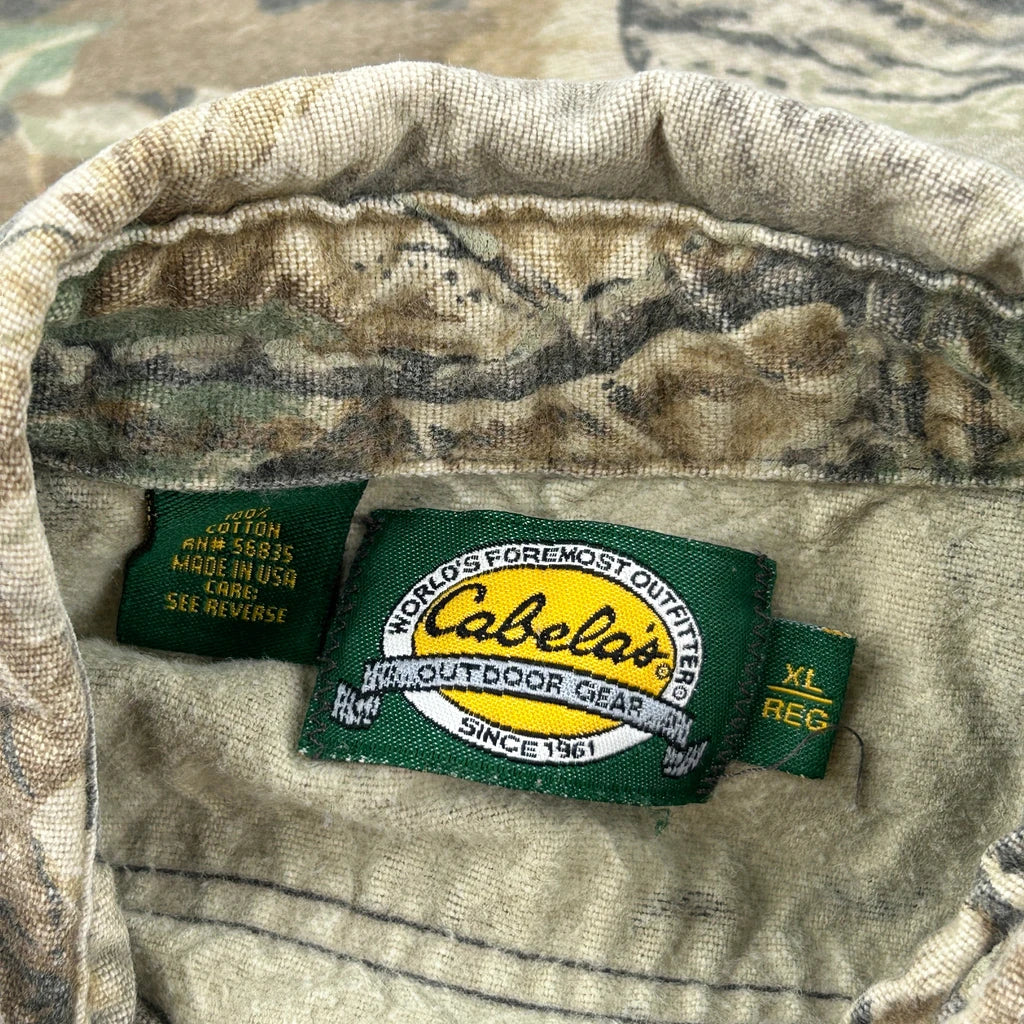 100%
COTTON
RN# 56835
MADE IN USA
CARE:
SEE REVERSE
WORLD'S FOREMOST OUTFITTER®
Cabela's®
OUTDOOR GEAR
SINCE 1961
XL
REG